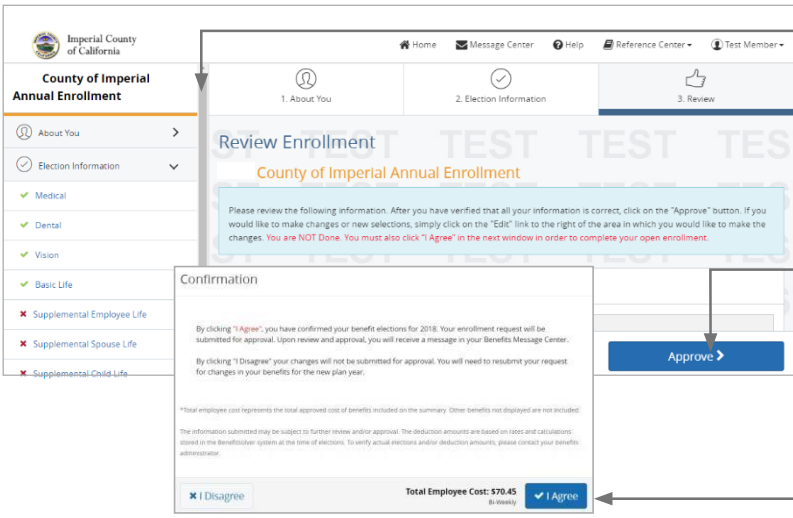 Imperial County
of California
Home
Message Center
Help
Reference Center
Test Member
County of Imperial
Annual Enrollment
1. About You
2. Election Information
3. Review
About You
Election Information
Medical
Dental
Vision
Basic Life
Supplemental Employee Life
Supplemental Spouse Life
Supplemental Child Life
ST TEST TEST TEST TES
Review Enrollment
County of Imperial Annual Enrollment
Please review the following information. After you have verified that all your information is correct, click on the "Approve" button. If you
would like to make changes or new selections, simply click on the "Edit" link to the right of the area in which you would like to make the
changes. You are NOT Done. You must also click "I Agree" in the next window in order to complete your open enrollment.
Approve
Confirmation
By clicking "I Agree", you have confirmed your benefit elections for 2018. Your enrollment request will be
submitted for approval. Upon review and approval, you will receive a message in your Benefits Message Center.
By clicking "I Disagree" your changes will not be submitted for approval. You will need to resubmit your request
for changes in your benefits for the new plan year.
*Total employee cost represents the total approved cost of benefits included on the summary. Other benefits not displayed are not included.
The information submitted may be subject to further review and/or approval. The deduction amounts are based on rates and calculations
stored in the Benefitsolver system at the time of elections. To verify actual elections and/or deduction amounts, please contact your benefits
administrator.
I Disagree
Total Employee Cost: $70.45
Bi-Weekly
I Agree